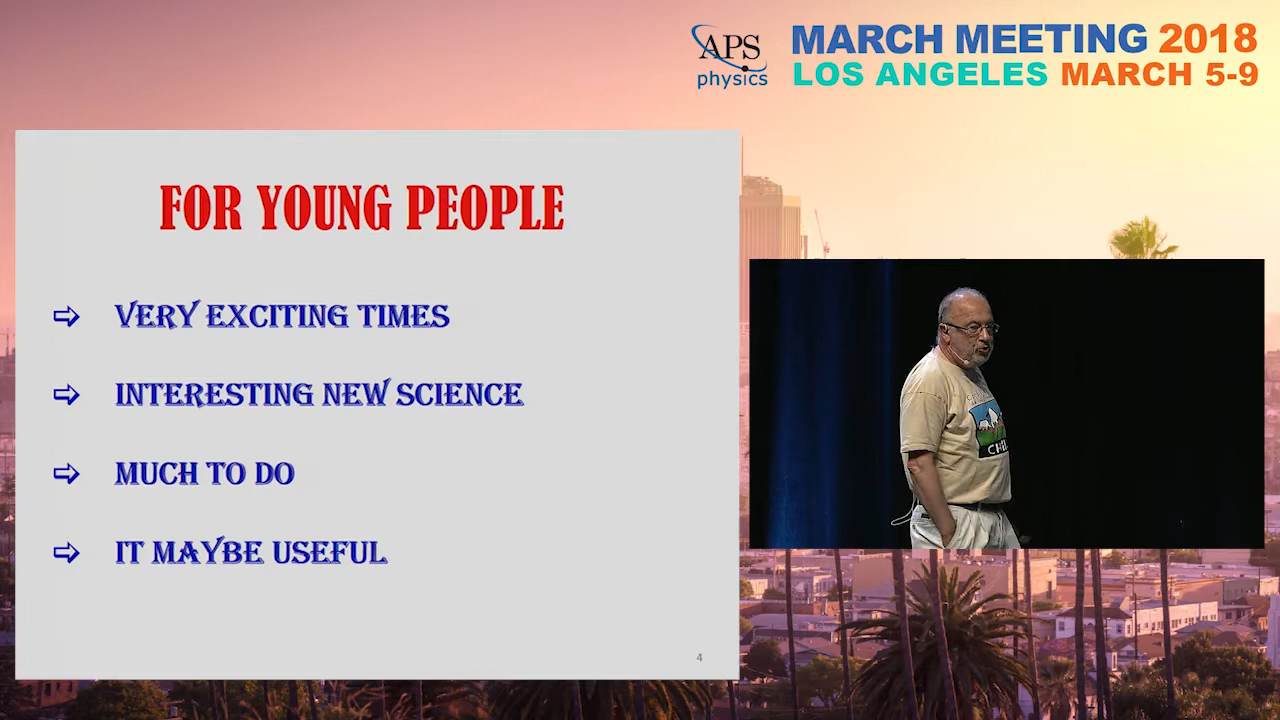 APS
physics
MARCH MEETING 2018
LOS ANGELES MARCH 5-9
FOR YOUNG PEOPLE
⇨ VERY EXCITING TIMES
⇨ INTERESTING NEW SCIENCE
⇨ MUCH TO DO
⇨ IT MAYBE USEFUL
4